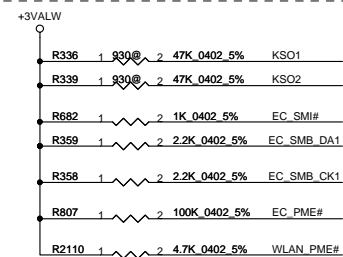 +3VALW
R336 1 930@ 2 47K_0402_5% KSO1
R339 1 930@ 2 47K_0402_5% KSO2
R682 1 2 1K_0402_5% EC_SMI#
R359 1 2 2.2K_0402_5% EC_SMB_DA1
R358 1 2 2.2K_0402_5% EC_SMB_CK1
R807 1 2 100K_0402_5% EC_PME#
R2110 1 2 4.7K_0402_5% WLAN_PME#